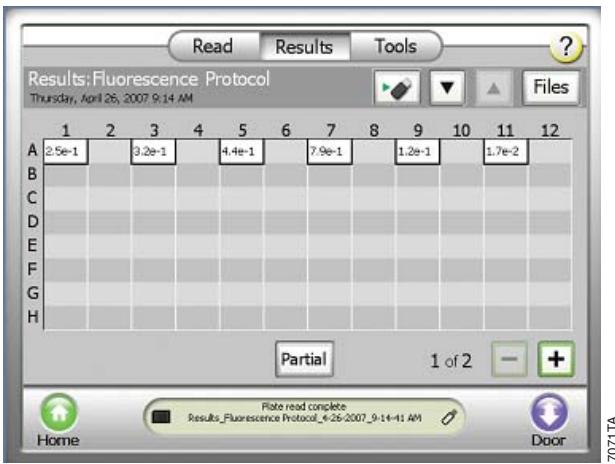 Read Results Tools ?
Results:Fluorescence Protocol
Thursday, April 26, 2007 9:14 AM
Files
1 2 3 4 5 6 7 8 9 10 11 12
A 2.5e-1 3.2e-1 4.4e-1 7.9e-1 1.2e-1 1.7e-2
B
C
D
E
F
G
H
Partial 1 of 2 − +
Plate read complete
Results_Fluorescence Protocol_4-26-2007_9-14-41 AM
Home Door
7071TA